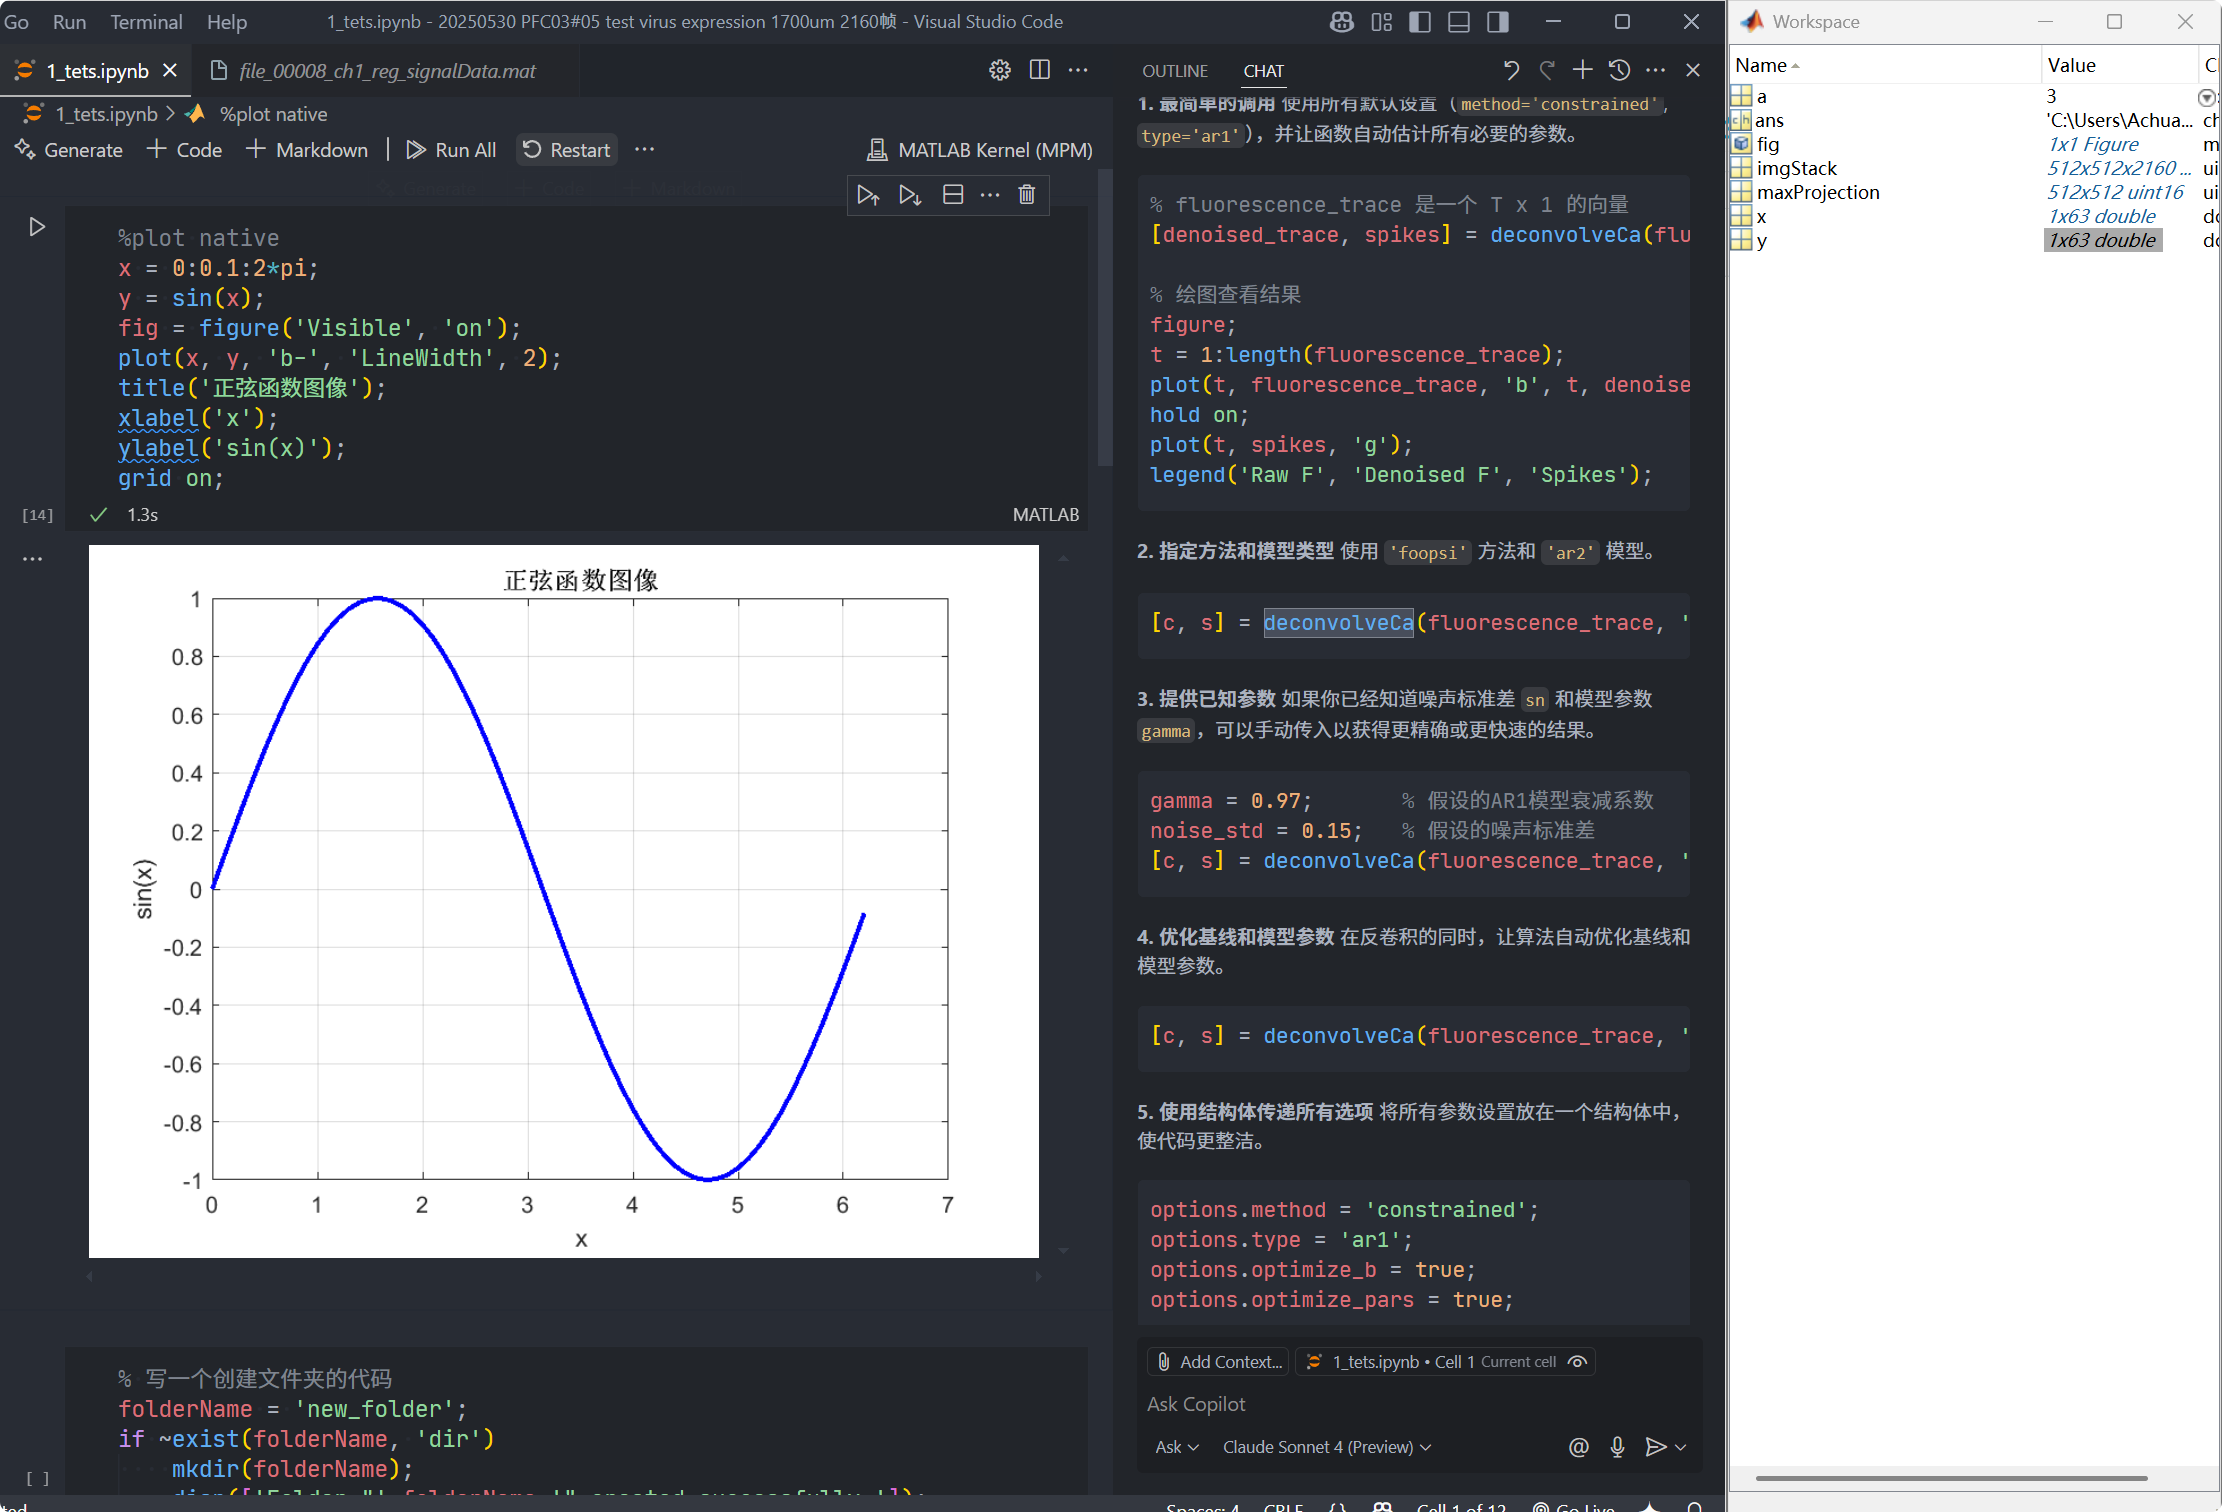 Go Run Terminal Help
1_tets.ipynb - 20250530 PFC03#05 test virus expression 1700um 2160帧 - Visual Studio Code
1_tets.ipynb
file_00008_ch1_reg_signalData.mat
1_tets.ipynb > %plot native
Generate + Code + Markdown | Run All Restart ...
MATLAB Kernel (MPM)
%plot native
x = 0:0.1:2*pi;
y = sin(x);
fig = figure('Visible', 'on');
plot(x, y, 'b-', 'LineWidth', 2);
title('正弦函数图像');
xlabel('x');
ylabel('sin(x)');
grid on;
[14]
1.3s
MATLAB
正弦函数图像
1
0.8
0.6
0.4
0.2
0
-0.2
-0.4
-0.6
-0.8
-1
sin(x)
0 1 2 3 4 5 6 7
x
% 写一个创建文件夹的代码
folderName = 'new_folder';
if ~exist(folderName, 'dir')
mkdir(folderName);
[ ]
OUTLINE CHAT
1. 最简单的调用 使用所有默认设置（method='constrained',
type='ar1'），并让函数自动估计所有必要的参数。
% fluorescence_trace 是一个 T x 1 的向量
[denoised_trace, spikes] = deconvolveCa(flu
% 绘图查看结果
figure;
t = 1:length(fluorescence_trace);
plot(t, fluorescence_trace, 'b', t, denoise
hold on;
plot(t, spikes, 'g');
legend('Raw F', 'Denoised F', 'Spikes');
2. 指定方法和模型类型 使用 'foopsi' 方法和 'ar2' 模型。
[c, s] = deconvolveCa(fluorescence_trace, '
3. 提供已知参数 如果你已经知道噪声标准差 sn 和模型参数
gamma，可以手动传入以获得更精确或更快速的结果。
gamma = 0.97; % 假设的AR1模型衰减系数
noise_std = 0.15; % 假设的噪声标准差
[c, s] = deconvolveCa(fluorescence_trace, '
4. 优化基线和模型参数 在反卷积的同时，让算法自动优化基线和
模型参数。
[c, s] = deconvolveCa(fluorescence_trace, '
5. 使用结构体传递所有选项 将所有参数设置放在一个结构体中，
使代码更整洁。
options.method = 'constrained';
options.type = 'ar1';
options.optimize_b = true;
options.optimize_pars = true;
Add Context... 1_tets.ipynb • Cell 1 Current cell
Ask Copilot
Ask Claude Sonnet 4 (Preview)
Spaces: 4 CRLF {} Cell 1 of 12 Go Live
Workspace
Name Value
a 3
ans 'C:\Users\Achua...
fig 1x1 Figure
imgStack 512x512x2160 ...
maxProjection 512x512 uint16
x 1x63 double
y 1x63 double